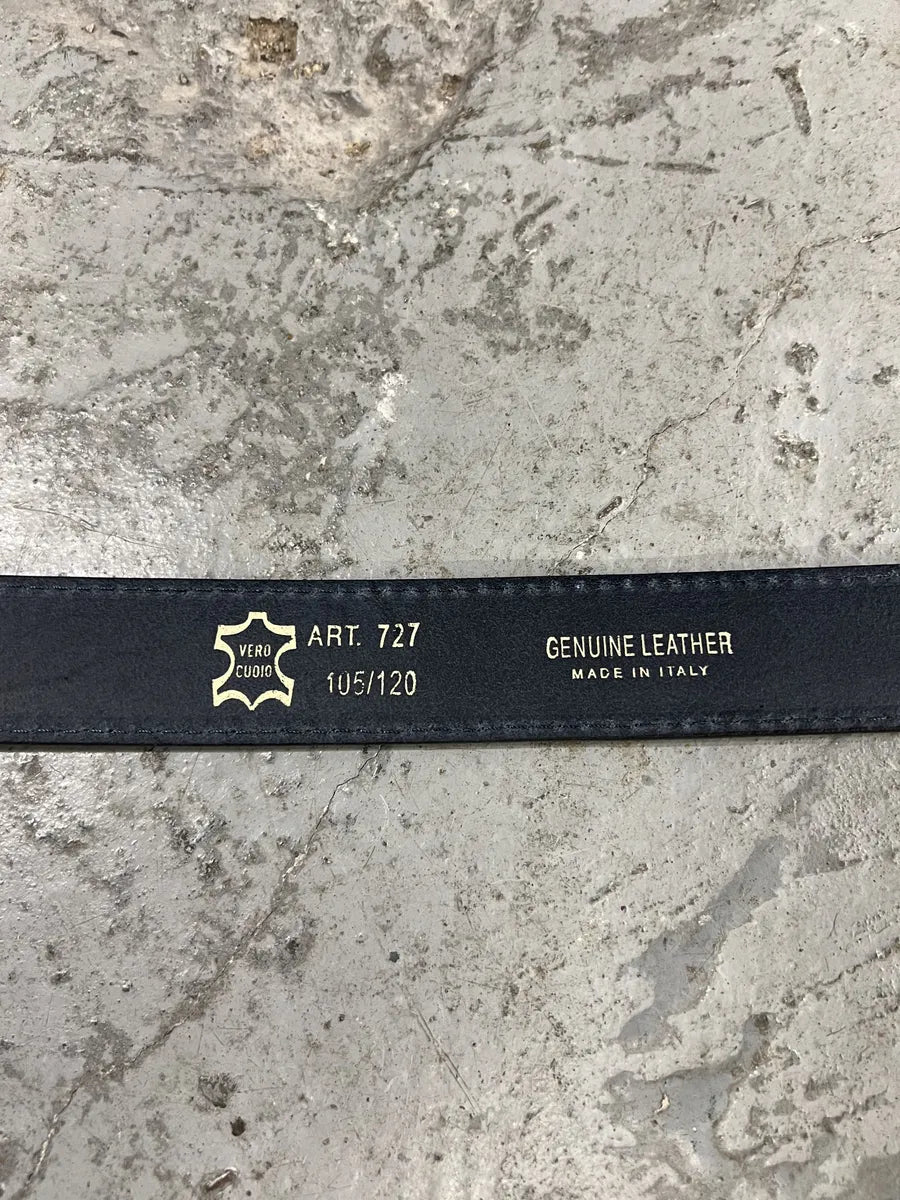 VERO
CUOIO
ART. 727
105/120
GENUINE LEATHER
MADE IN ITALY